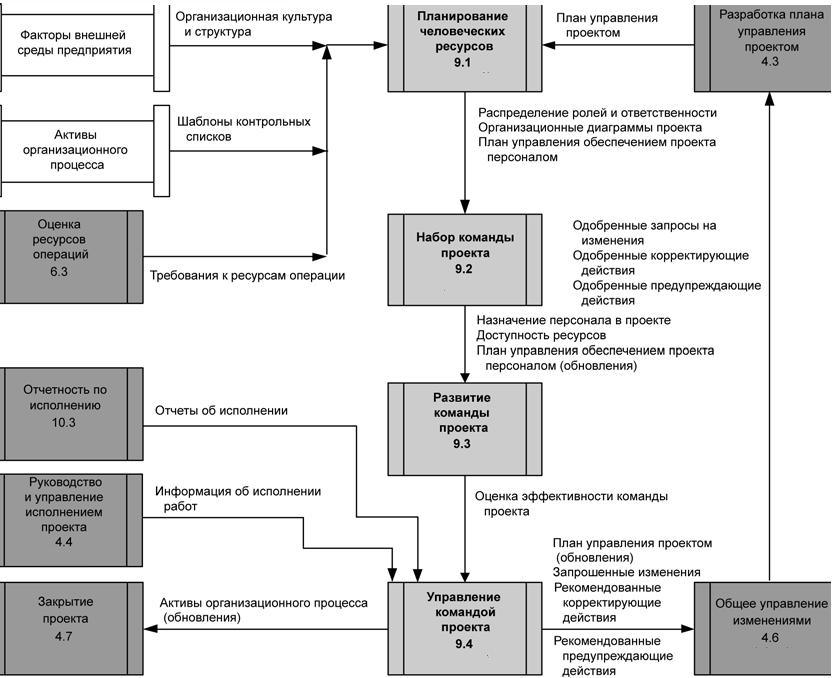 Факторы внешней
среды предприятия
Организационная культура
и структура
Планирование
человеческих
ресурсов
9.1
План управления
проектом
Разработка плана
управления
проектом
4.3
Активы
организационного
процесса
Шаблоны контрольных
списков
Распределение ролей и ответственности
Организационные диаграммы проекта
План управления обеспечением проекта
персоналом
Оценка
ресурсов
операций
6.3
Требования к ресурсам операции
Набор команды
проекта
9.2
Одобренные запросы на
изменения
Одобренные корректирующие
действия
Одобренные предупреждающие
действия
Назначение персонала в проекте
Доступность ресурсов
План управления обеспечением проекта
персоналом (обновления)
Отчетность по
исполнению
10.3
Отчеты об исполнении
Развитие
команды
проекта
9.3
Руководство
и управление
исполнением
проекта
4.4
Информация об исполнении
работ
Оценка эффективности команды
проекта
Закрытие
проекта
4.7
Активы организационного процесса
(обновления)
Управление
командой
проекта
9.4
План управления проектом
(обновления)
Запрошенные изменения
Рекомендованные
корректирующие
действия
Рекомендованные
предупреждающие
действия
Общее управление
изменениями
4.6